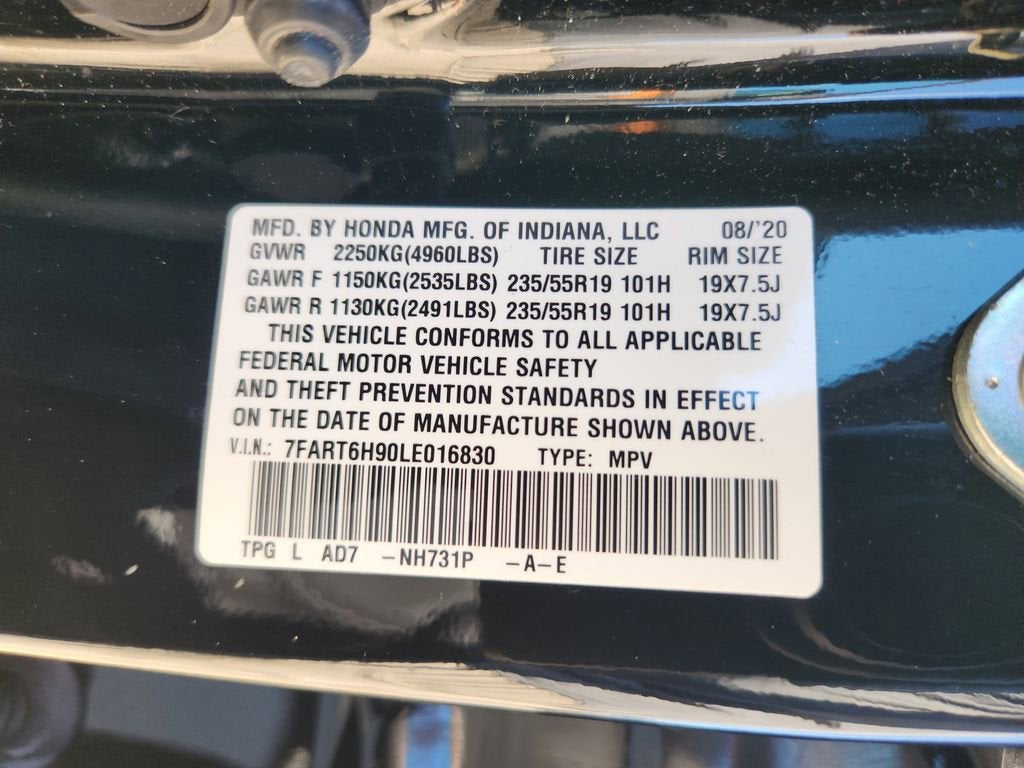 MFD. BY HONDA MFG. OF INDIANA, LLC 08/'20
GVWR 2250KG(4960LBS) TIRE SIZE RIM SIZE
GAWR F 1150KG(2535LBS) 235/55R19 101H 19X7.5J
GAWR R 1130KG(2491LBS) 235/55R19 101H 19X7.5J
THIS VEHICLE CONFORMS TO ALL APPLICABLE
FEDERAL MOTOR VEHICLE SAFETY
AND THEFT PREVENTION STANDARDS IN EFFECT
ON THE DATE OF MANUFACTURE SHOWN ABOVE.
V.I.N.: 7FART6H90LE016830 TYPE: MPV
TPG L AD7 -NH731P -A-E